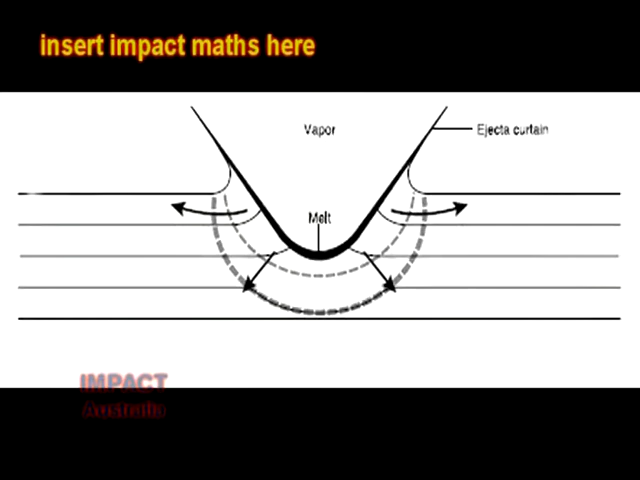 insert impact maths here
Vapor
Ejecta curtain
Melt
IMPACT
Australia